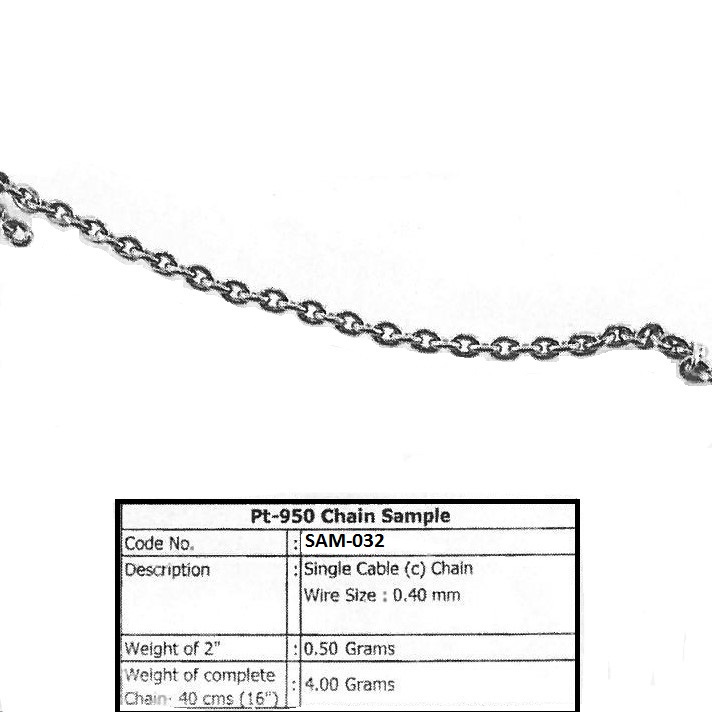 Pt-950 Chain Sample
Code No. : SAM-032
Description : Single Cable (c) Chain
Wire Size : 0.40 mm
Weight of 2" : 0.50 Grams
Weight of complete
Chain- 40 cms (16") : 4.00 Grams